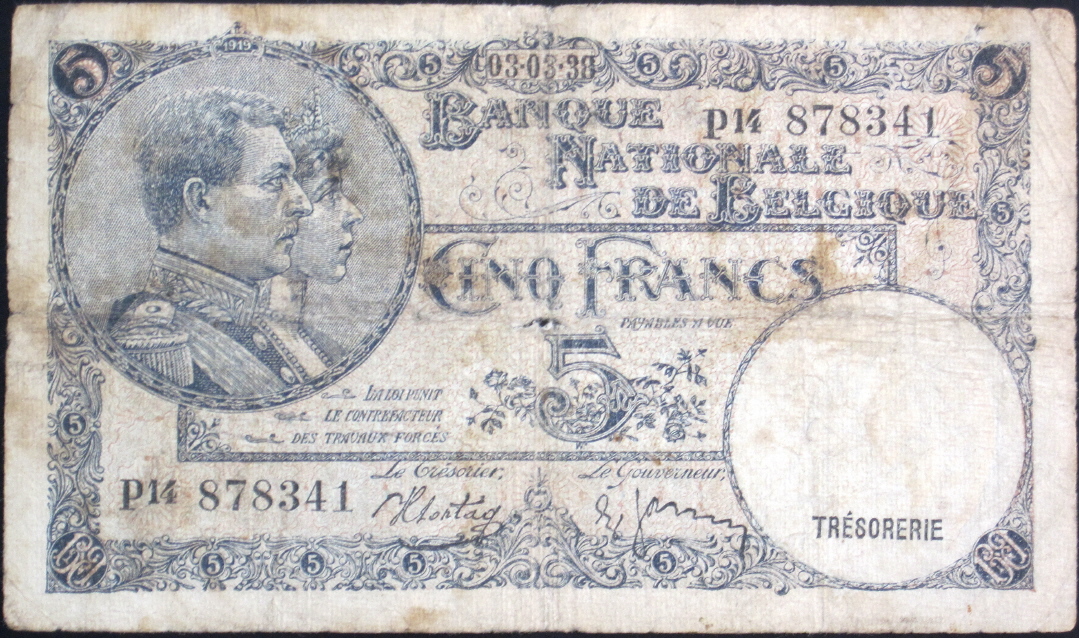 5
1919
5
03·03·38
5
5
5
BANQUE
P14 878341
NATIONALE
DE BELGIQUE
5
CINQ FRANCS
PAYABLES A VUE
5
LA LOI PUNIT
LE CONTREFACTEUR
DES TRAVAUX FORCÉS
5
Le Trésorier,
Le Gouverneur,
P14 878341
TRÉSORERIE
5
5
5
5